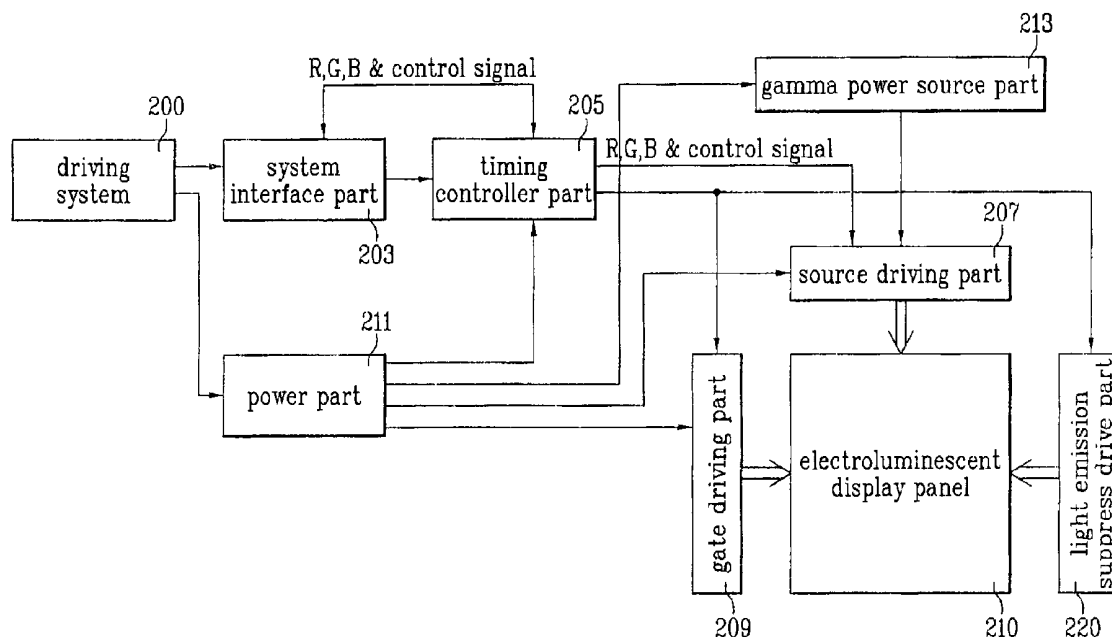 213
R,G,B & control signal
gamma power source part
200
205
driving
system
system
interface part
timing
controller part
R,G,B & control signal
203
207
source driving part
211
power part
gate driving part
electroluminescent
display panel
light emission
suppress drive part
209
210
220